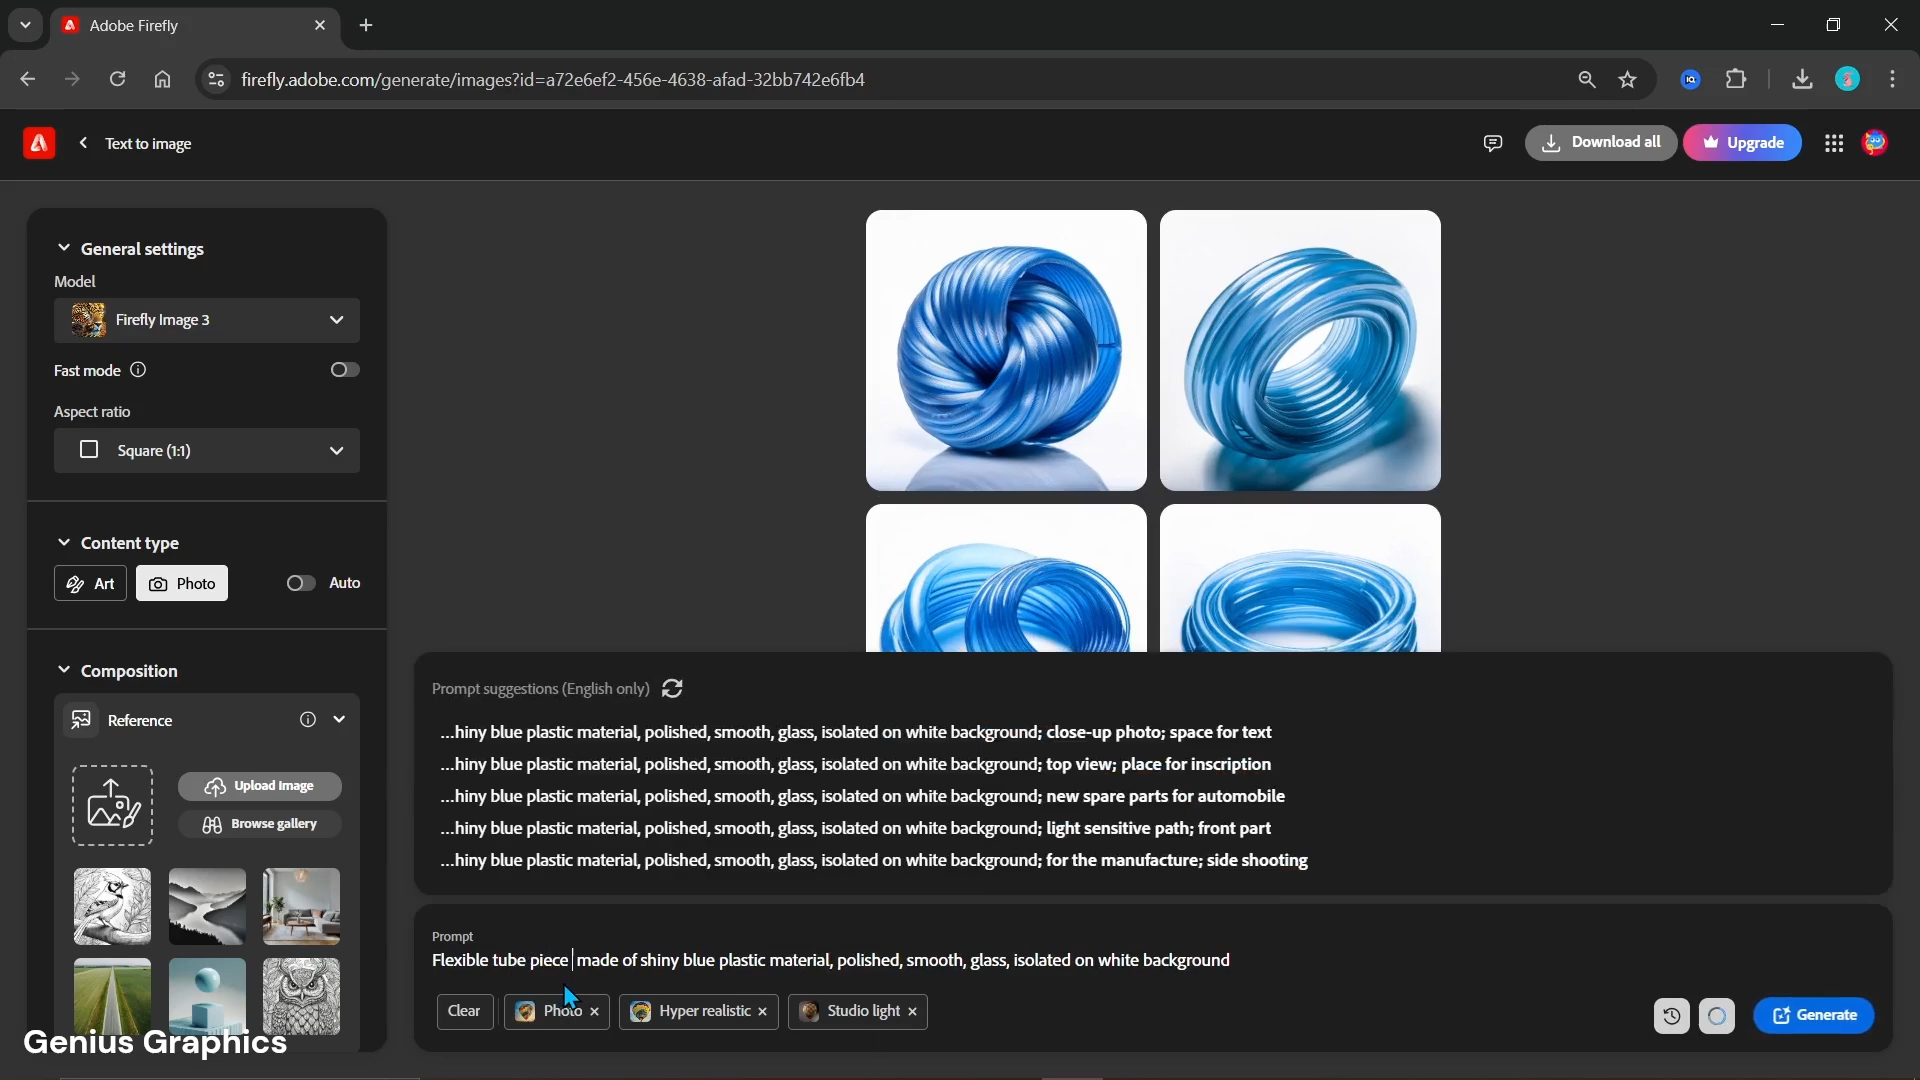 Adobe Firefly
firefly.adobe.com/generate/images?id=a72e6ef2-456e-4638-afad-32bb742e6fb4
Text to image
Download all
Upgrade
General settings
Model
Firefly Image 3
Fast mode
Aspect ratio
Square (1:1)
Content type
Art
Photo
Auto
Composition
Reference
Upload Image
Browse gallery
Prompt suggestions (English only)
...hiny blue plastic material, polished, smooth, glass, isolated on white background; close-up photo; space for text
...hiny blue plastic material, polished, smooth, glass, isolated on white background; top view; place for inscription
...hiny blue plastic material, polished, smooth, glass, isolated on white background; new spare parts for automobile
...hiny blue plastic material, polished, smooth, glass, isolated on white background; light sensitive path; front part
...hiny blue plastic material, polished, smooth, glass, isolated on white background; for the manufacture; side shooting
Prompt
Flexible tube piece made of shiny blue plastic material, polished, smooth, glass, isolated on white background
Clear
Photo
Hyper realistic
Studio light
Generate
Genius Graphics